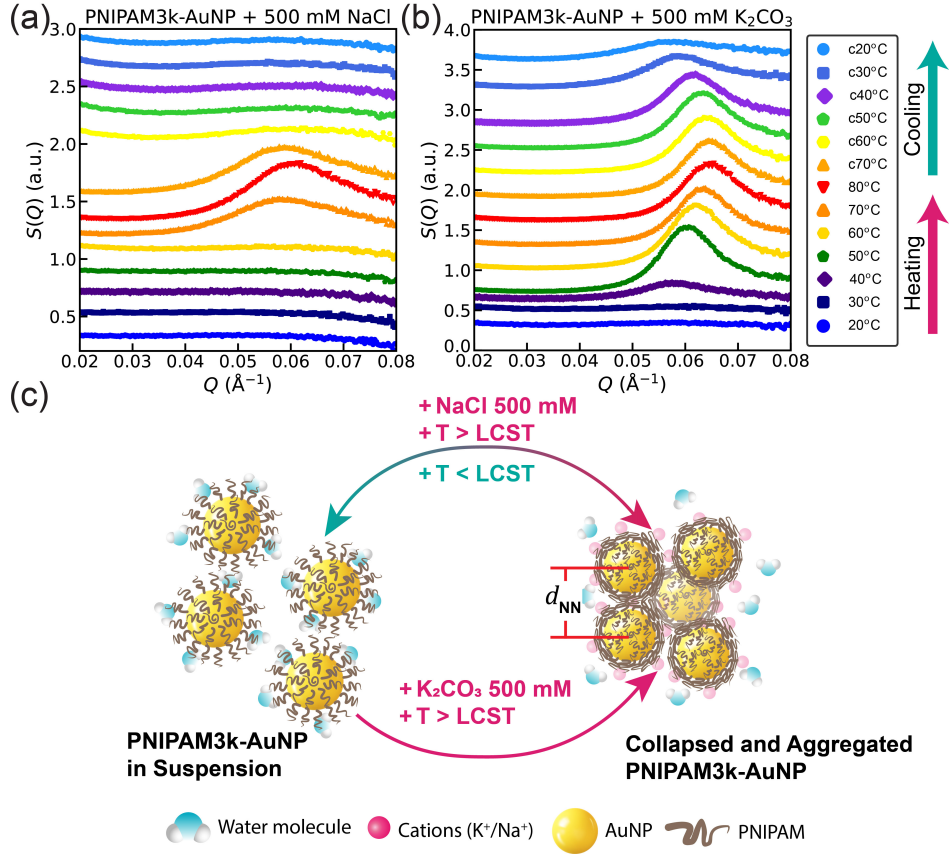 (a)
PNIPAM3k-AuNP + 500 mM NaCl
3.0
2.5
2.0
1.5
1.0
0.5
S(Q) (a.u.)
0.02 0.03 0.04 0.05 0.06 0.07 0.08
Q (Å⁻¹)
(b)
PNIPAM3k-AuNP + 500 mM K₂CO₃
4.0
3.5
3.0
2.5
2.0
1.5
1.0
0.5
0.0
S(Q) (a.u.)
0.02 0.03 0.04 0.05 0.06 0.07 0.08
Q (Å⁻¹)
c20°C
c30°C
c40°C
c50°C
c60°C
c70°C
80°C
70°C
60°C
50°C
40°C
30°C
20°C
Cooling
Heating
(c)
+ NaCl 500 mM
+ T > LCST
+ T < LCST
dNN
+ K₂CO₃ 500 mM
+ T > LCST
PNIPAM3k-AuNP
in Suspension
Collapsed and Aggregated
PNIPAM3k-AuNP
Water molecule
Cations (K⁺/Na⁺)
AuNP
PNIPAM